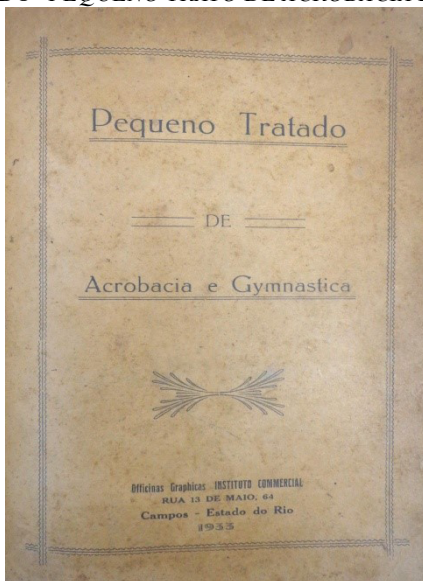 Pequeno Tratado
DE
Acrobacia e Gymnastica
Officinas Graphicas INSTITUTO COMMERCIAL
RUA 13 DE MAIO, 64
Campos - Estado do Rio
1933